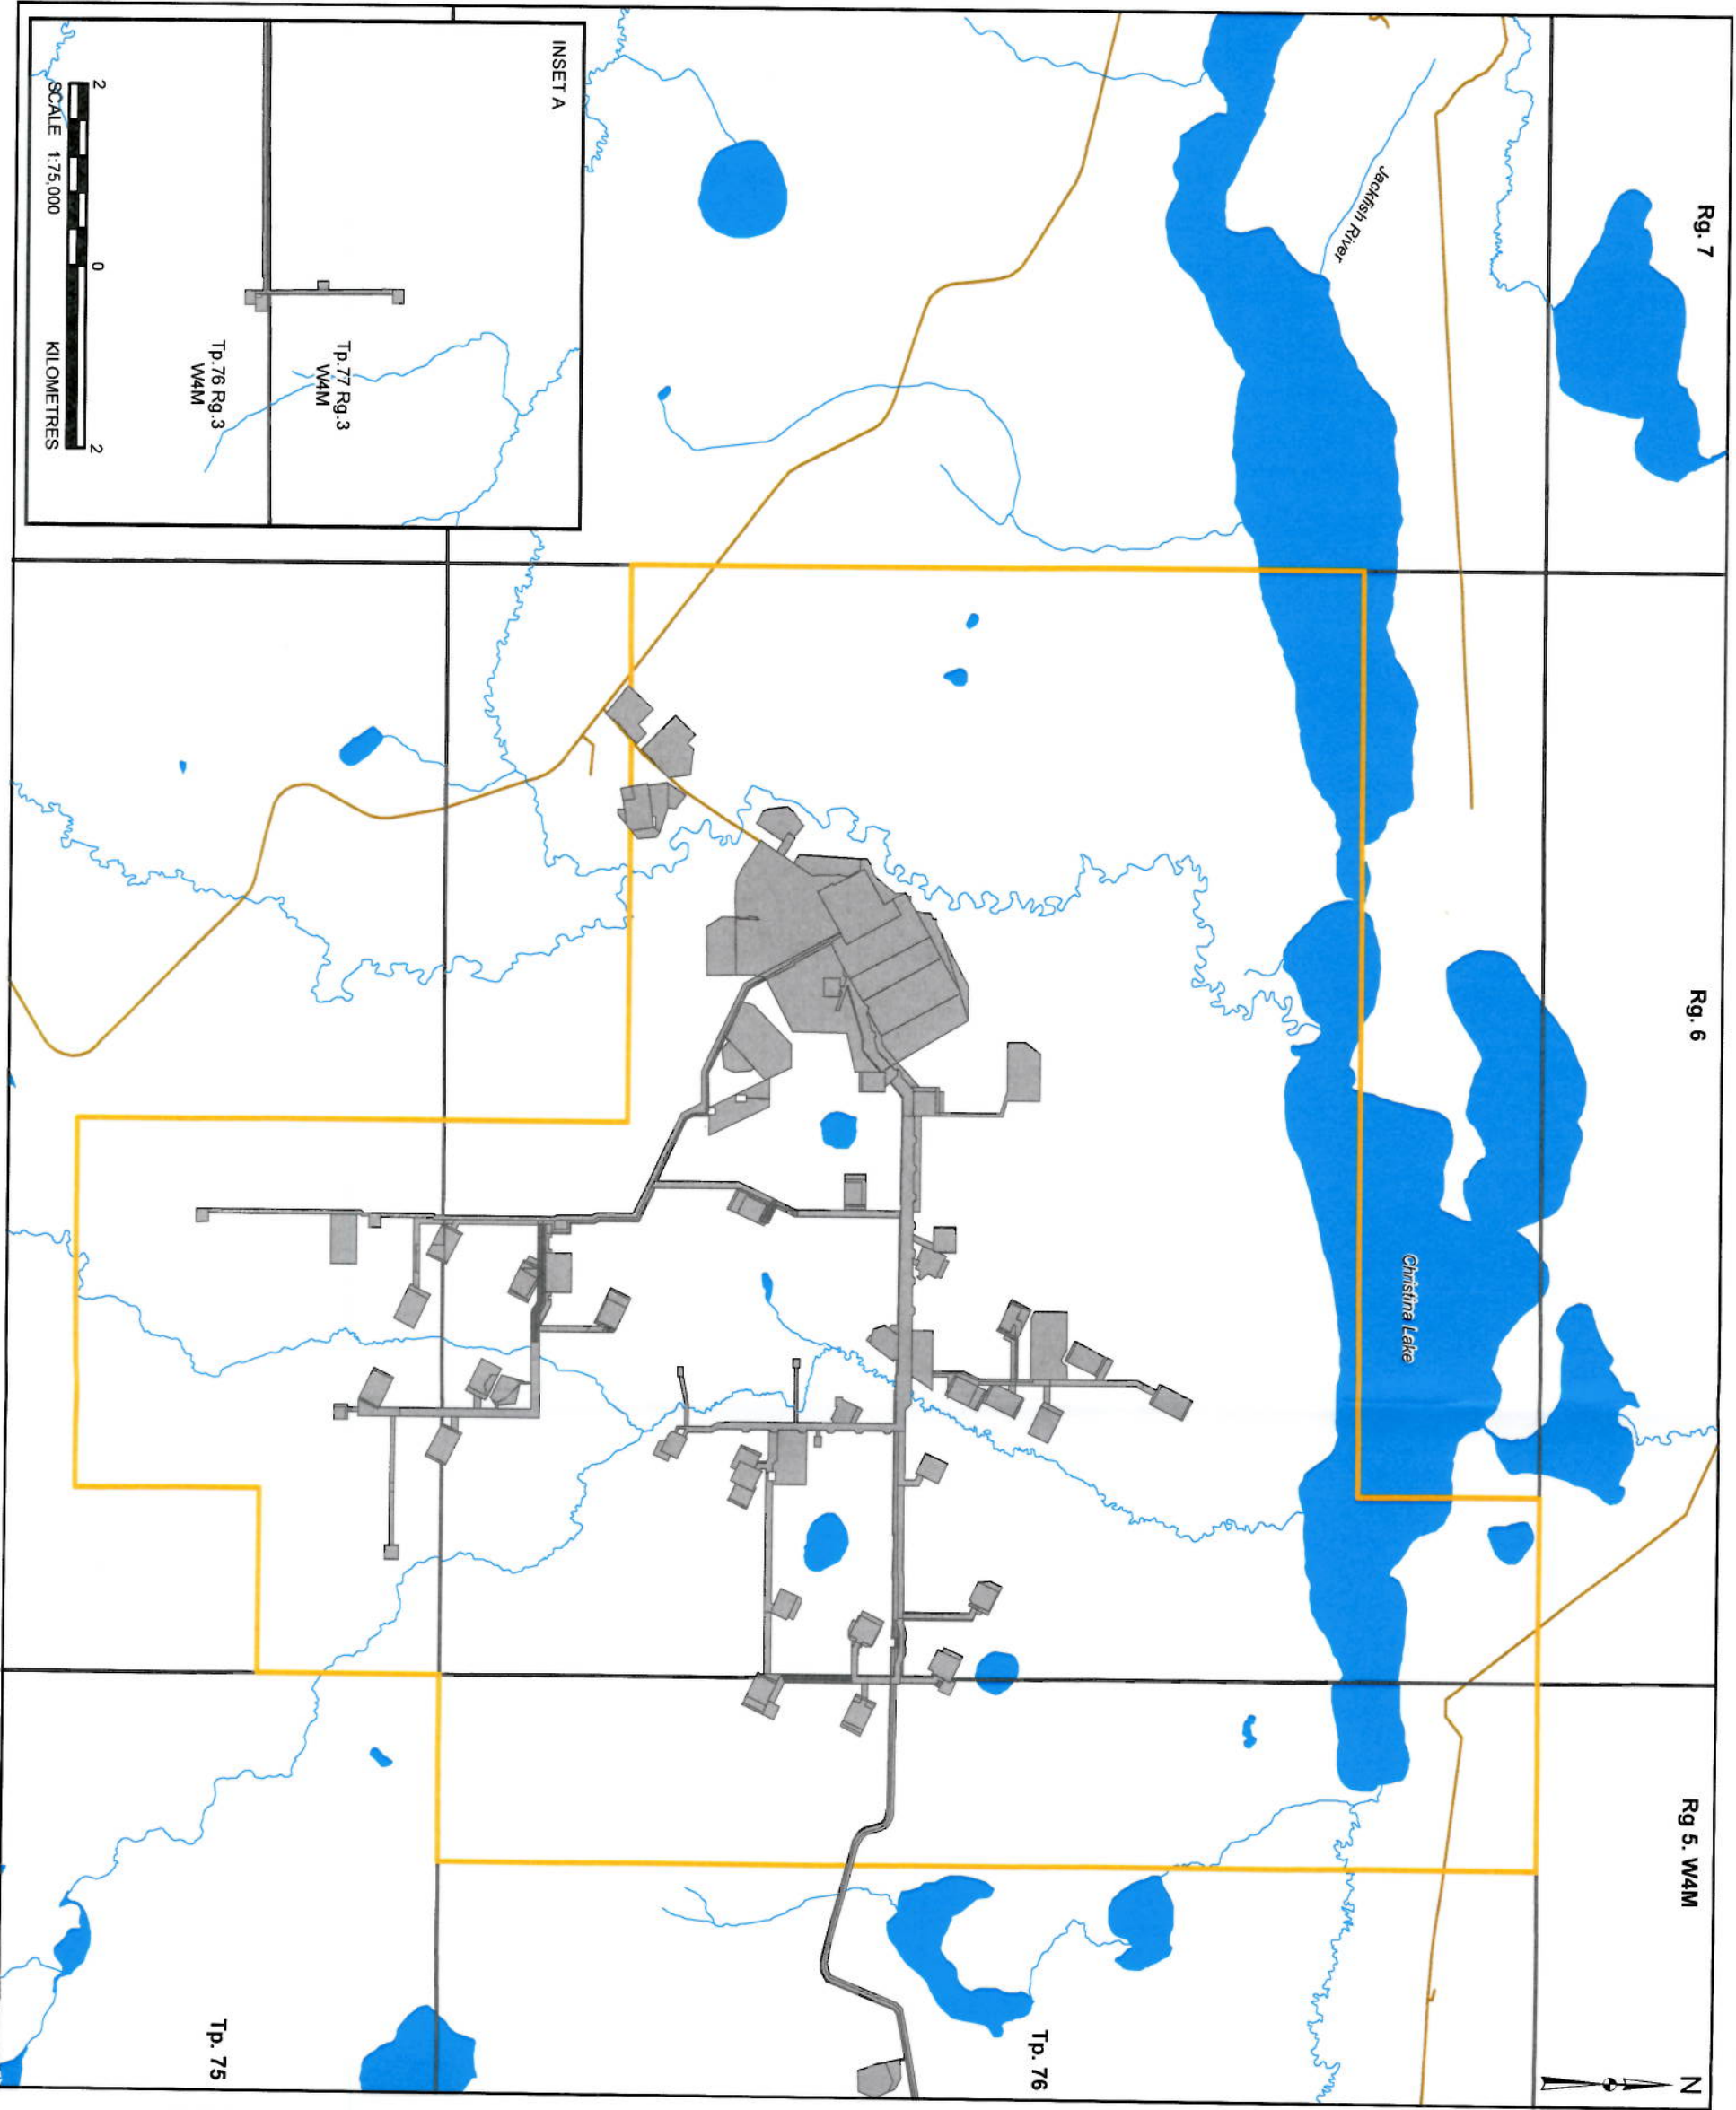 Rg. 7
Rg. 6
Rg 5. W4M
N
Jackfish River
Christina Lake
Tp. 76
Tp. 75
INSET A
Tp.77 Rg.3
W4M
Tp.76 Rg.3
W4M
2 0 2
SCALE 1:75,000 KILOMETRES